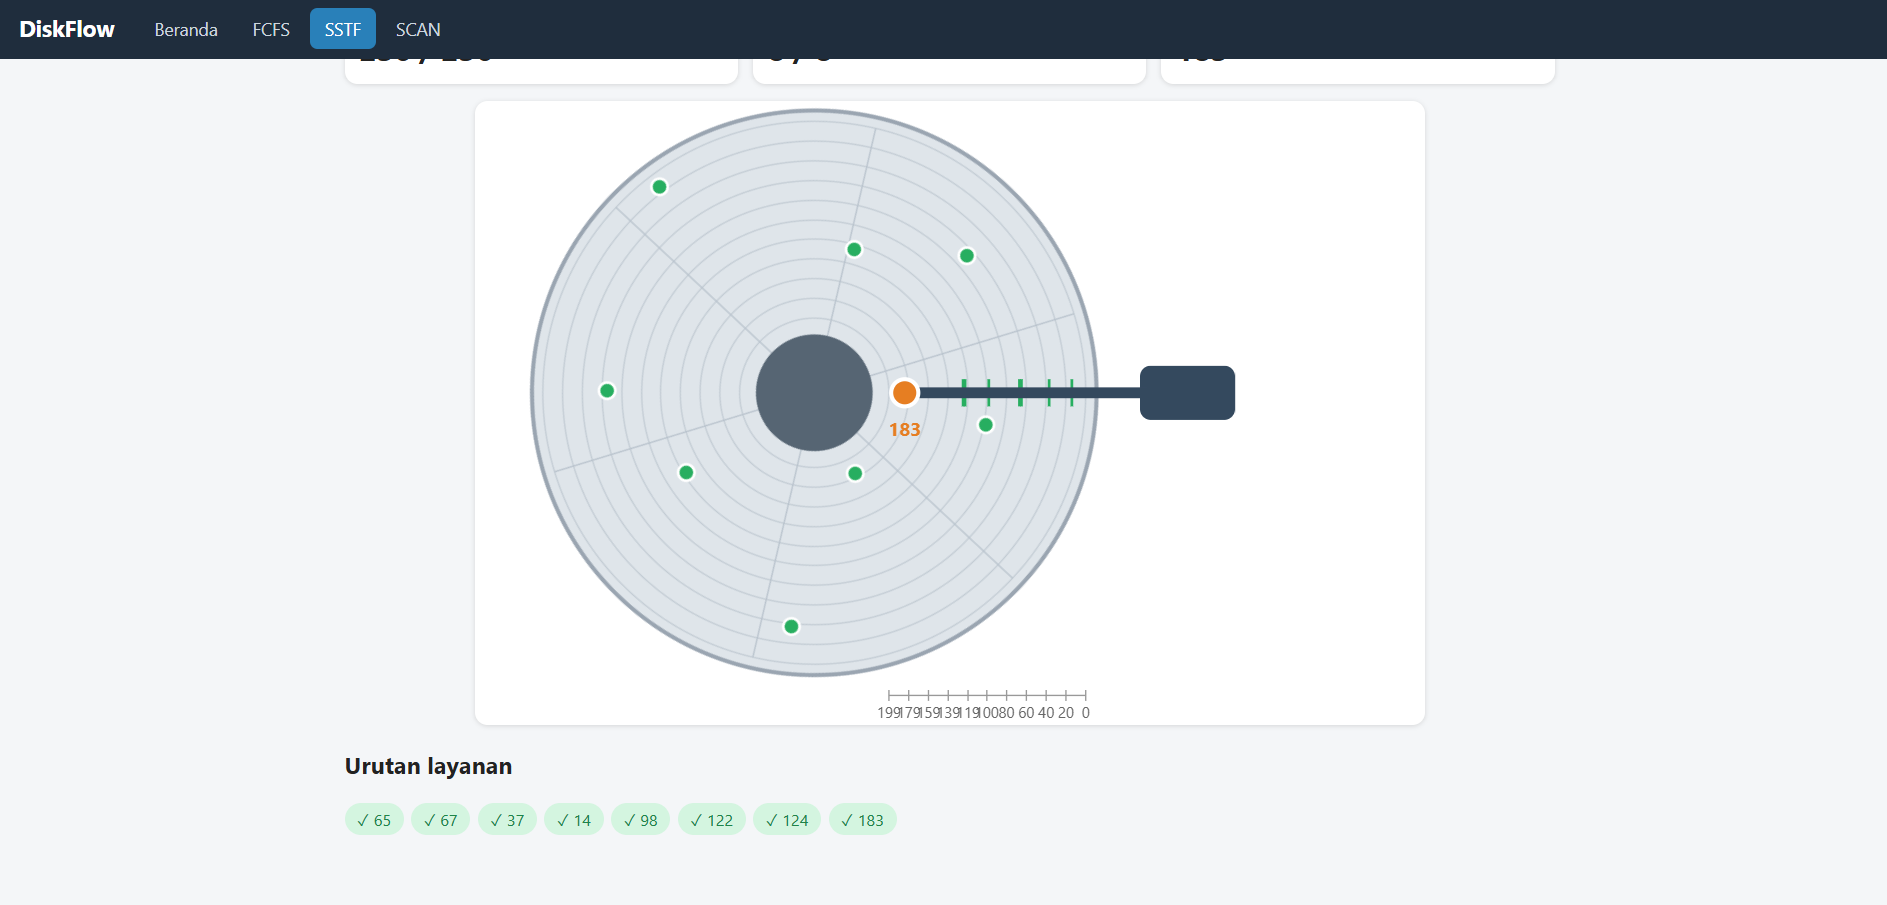 DiskFlow Beranda FCFS SSTF SCAN
183
199 179 159 139 119 100 80 60 40 20 0
Urutan layanan
✓ 65 ✓ 67 ✓ 37 ✓ 14 ✓ 98 ✓ 122 ✓ 124 ✓ 183